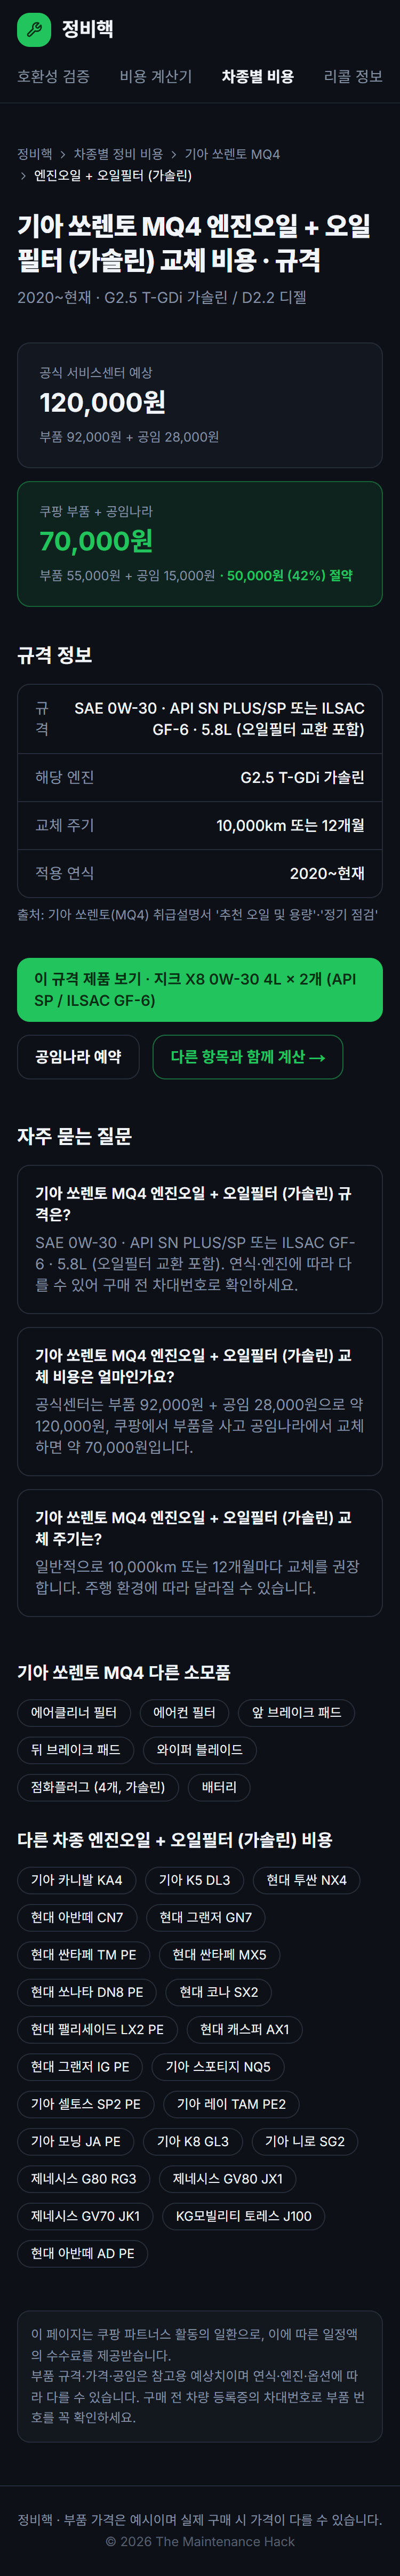 정비핵
호환성 검증 비용 계산기 차종별 비용 리콜 정보
정비핵 > 차종별 정비 비용 > 기아 쏘렌토 MQ4
> 엔진오일 + 오일필터 (가솔린)
기아 쏘렌토 MQ4 엔진오일 + 오일
필터 (가솔린) 교체 비용 · 규격
2020~현재 · G2.5 T-GDi 가솔린 / D2.2 디젤
공식 서비스센터 예상
120,000원
부품 92,000원 + 공임 28,000원
쿠팡 부품 + 공임나라
70,000원
부품 55,000원 + 공임 15,000원 · 50,000원 (42%) 절약
규격 정보
규 SAE 0W-30 · API SN PLUS/SP 또는 ILSAC
격 GF-6 · 5.8L (오일필터 교환 포함)
해당 엔진 G2.5 T-GDi 가솔린
교체 주기 10,000km 또는 12개월
적용 연식 2020~현재
출처: 기아 쏘렌토(MQ4) 취급설명서 '추천 오일 및 용량'·'정기 점검'
이 규격 제품 보기 · 지크 X8 0W-30 4L × 2개 (API
SP / ILSAC GF-6)
공임나라 예약 다른 항목과 함께 계산 →
자주 묻는 질문
기아 쏘렌토 MQ4 엔진오일 + 오일필터 (가솔린) 규
격은?
SAE 0W-30 · API SN PLUS/SP 또는 ILSAC GF-
6 · 5.8L (오일필터 교환 포함). 연식·엔진에 따라 다
를 수 있어 구매 전 차대번호로 확인하세요.
기아 쏘렌토 MQ4 엔진오일 + 오일필터 (가솔린) 교
체 비용은 얼마인가요?
공식센터는 부품 92,000원 + 공임 28,000원으로 약
120,000원, 쿠팡에서 부품을 사고 공임나라에서 교체
하면 약 70,000원입니다.
기아 쏘렌토 MQ4 엔진오일 + 오일필터 (가솔린) 교
체 주기는?
일반적으로 10,000km 또는 12개월마다 교체를 권장
합니다. 주행 환경에 따라 달라질 수 있습니다.
기아 쏘렌토 MQ4 다른 소모품
에어클리너 필터 에어컨 필터 앞 브레이크 패드
뒤 브레이크 패드 와이퍼 블레이드
점화플러그 (4개, 가솔린) 배터리
다른 차종 엔진오일 + 오일필터 (가솔린) 비용
기아 카니발 KA4 기아 K5 DL3 현대 투싼 NX4
현대 아반떼 CN7 현대 그랜저 GN7
현대 싼타페 TM PE 현대 싼타페 MX5
현대 쏘나타 DN8 PE 현대 코나 SX2
현대 팰리세이드 LX2 PE 현대 캐스퍼 AX1
현대 그랜저 IG PE 기아 스포티지 NQ5
기아 셀토스 SP2 PE 기아 레이 TAM PE2
기아 모닝 JA PE 기아 K8 GL3 기아 니로 SG2
제네시스 G80 RG3 제네시스 GV80 JX1
제네시스 GV70 JK1 KG모빌리티 토레스 J100
현대 아반떼 AD PE
이 페이지는 쿠팡 파트너스 활동의 일환으로, 이에 따른 일정액
의 수수료를 제공받습니다.
부품 규격·가격·공임은 참고용 예상치이며 연식·엔진·옵션에 따
라 다를 수 있습니다. 구매 전 차량 등록증의 차대번호로 부품 번
호를 꼭 확인하세요.
정비핵 · 부품 가격은 예시이며 실제 구매 시 가격이 다를 수 있습니다.
© 2026 The Maintenance Hack